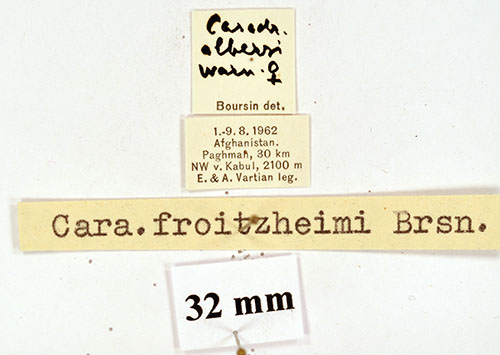 Caradr.
albersi
Warn. ♀
Boursin det.
1.-9. 8. 1962
Afghanistan.
Paghman, 30 km
NW v. Kabul, 2100 m
E. & A. Vartian leg.
Cara. froitzheimi Brsn.
32 mm